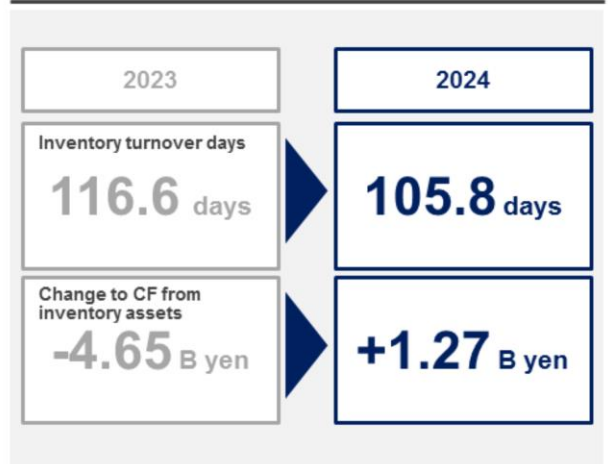 2023
2024
Inventory turnover days
116.6 days
105.8 days
Change to CF from
inventory assets
-4.65 B yen
+1.27 B yen